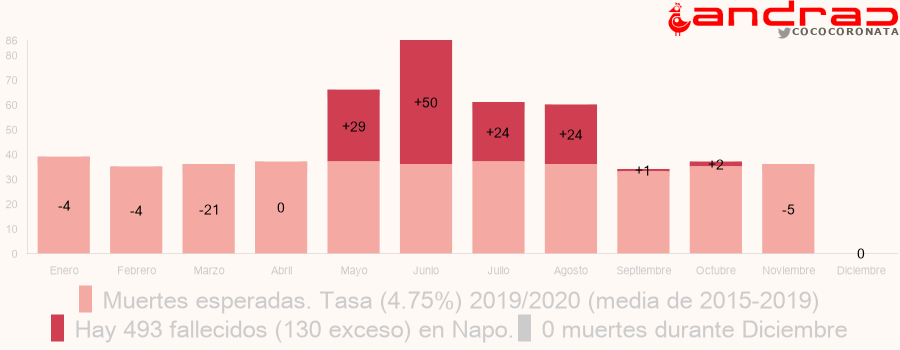 andrac
COCOCORONATA
86
80
70
60
50
40
30
20
10
0
-4
-4
-21
0
+29
+50
+24
+24
+1
+2
-5
0
Enero
Febrero
Marzo
Abril
Mayo
Junio
Julio
Agosto
Septiembre
Octubre
Noviembre
Diciembre
Muertes esperadas. Tasa (4.75%) 2019/2020 (media de 2015-2019)
Hay 493 fallecidos (130 exceso) en Napo. 0 muertes durante Diciembre